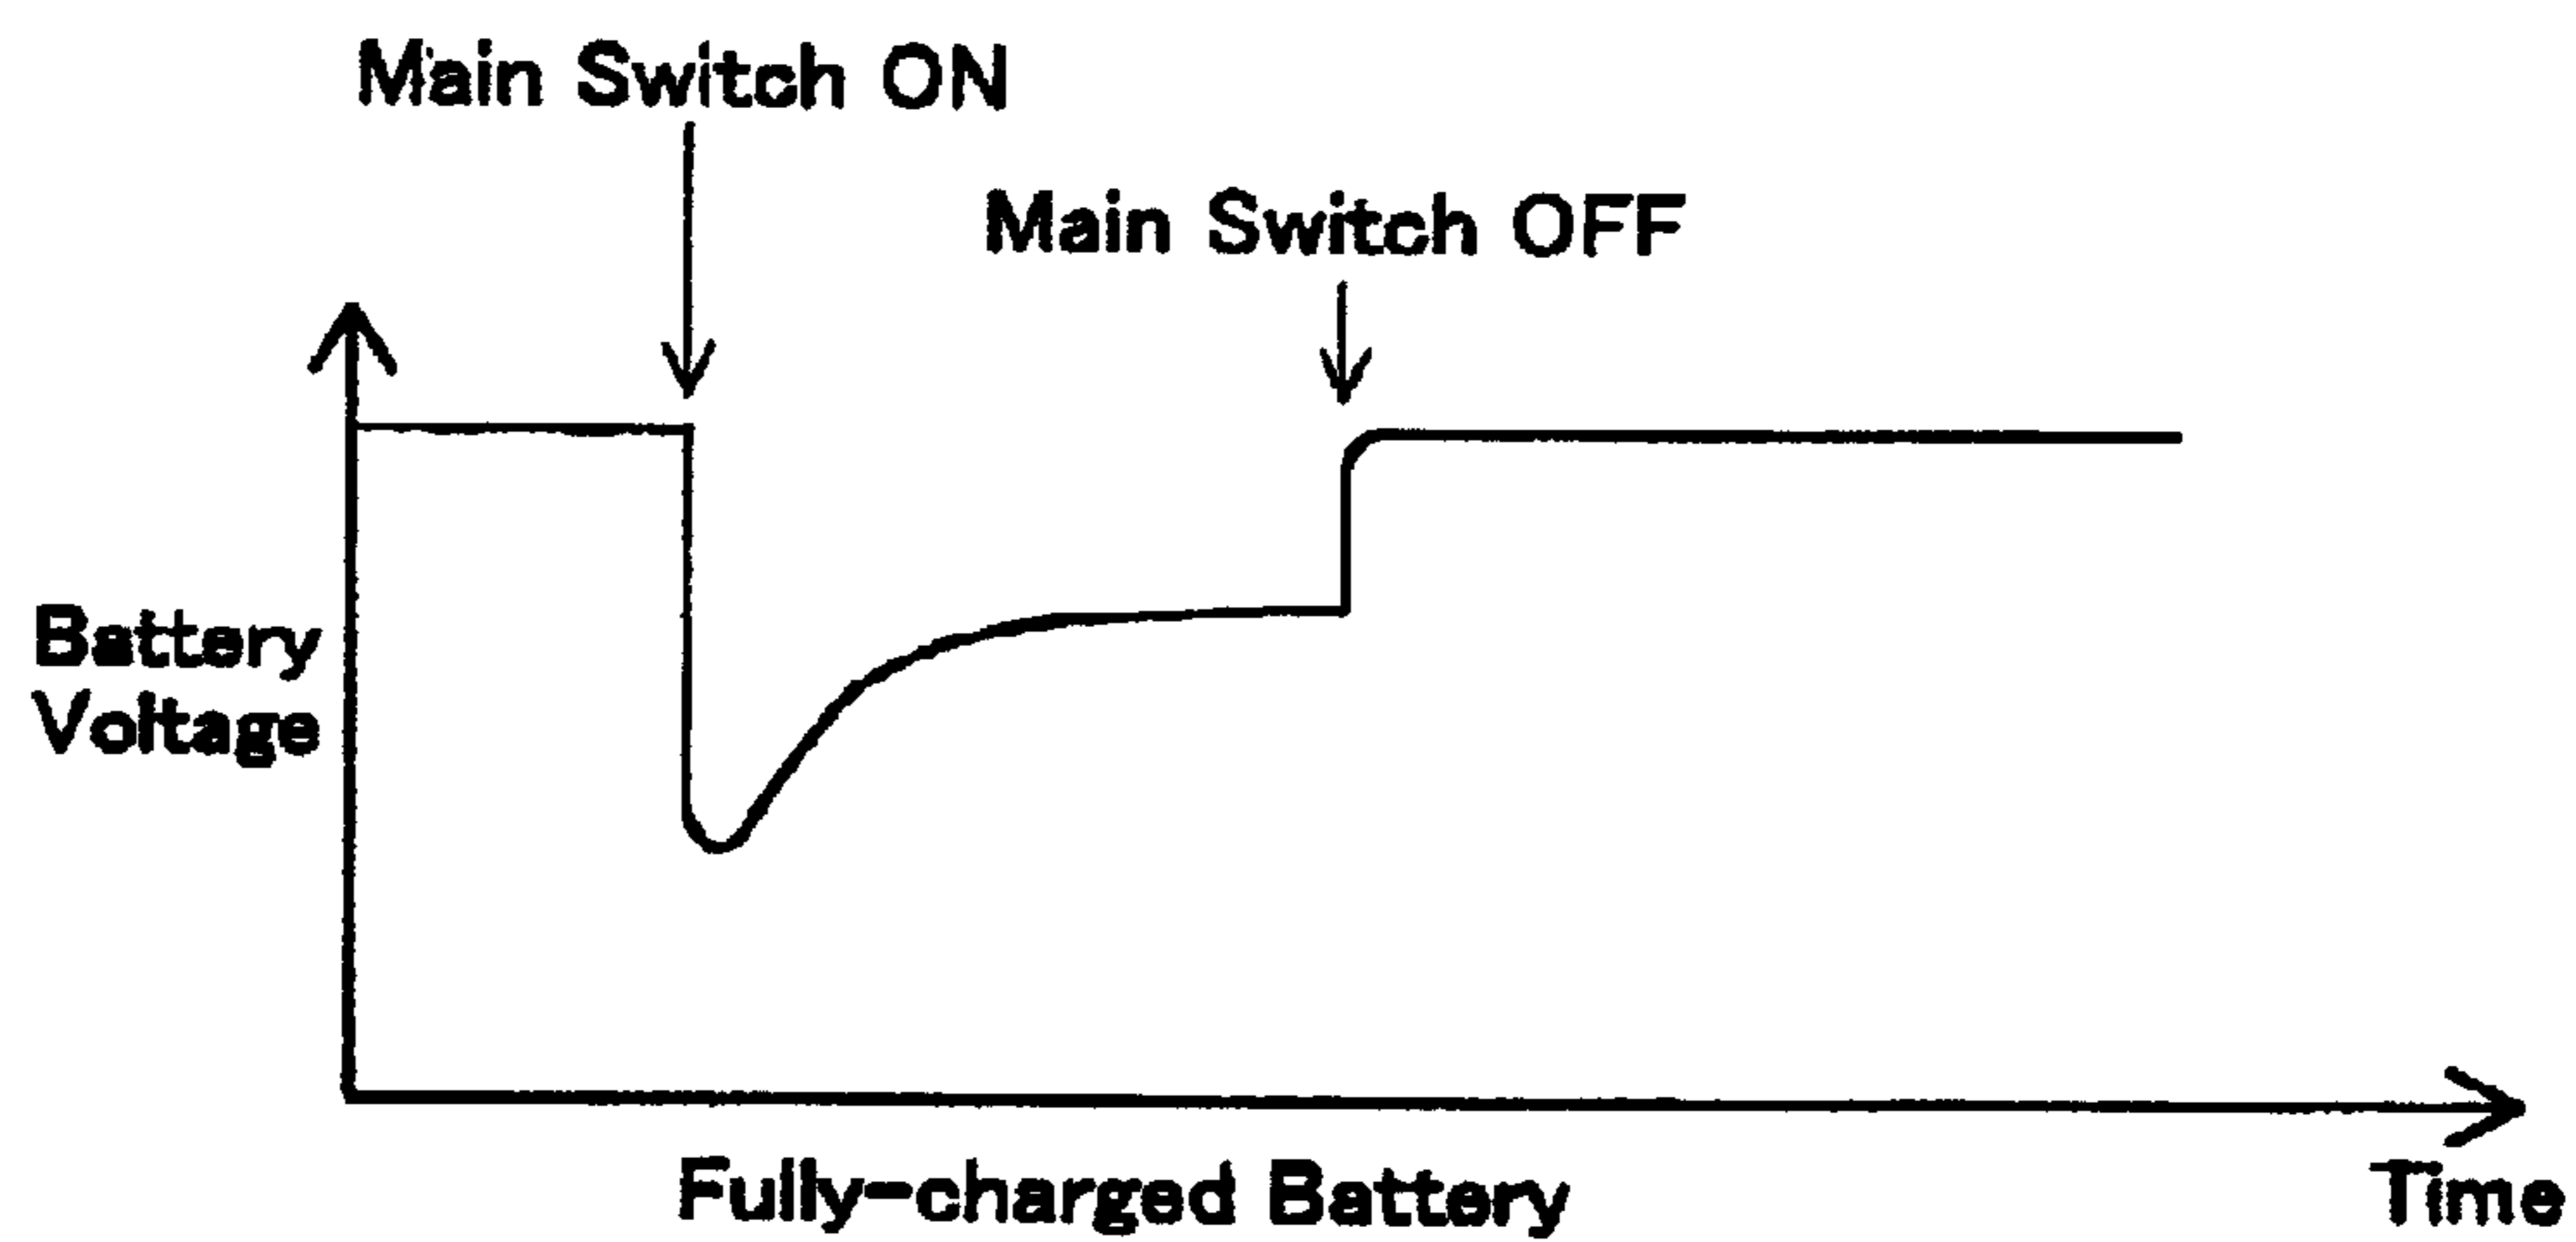 Main Switch ON
Main Switch OFF
Battery
Voltage
Fully-charged Battery
Time